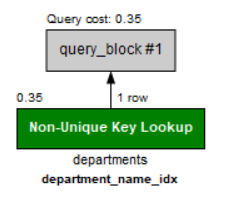 Query cost: 0.35
query_block #1
0.35 1 row
Non-Unique Key Lookup
departments
department_name_idx